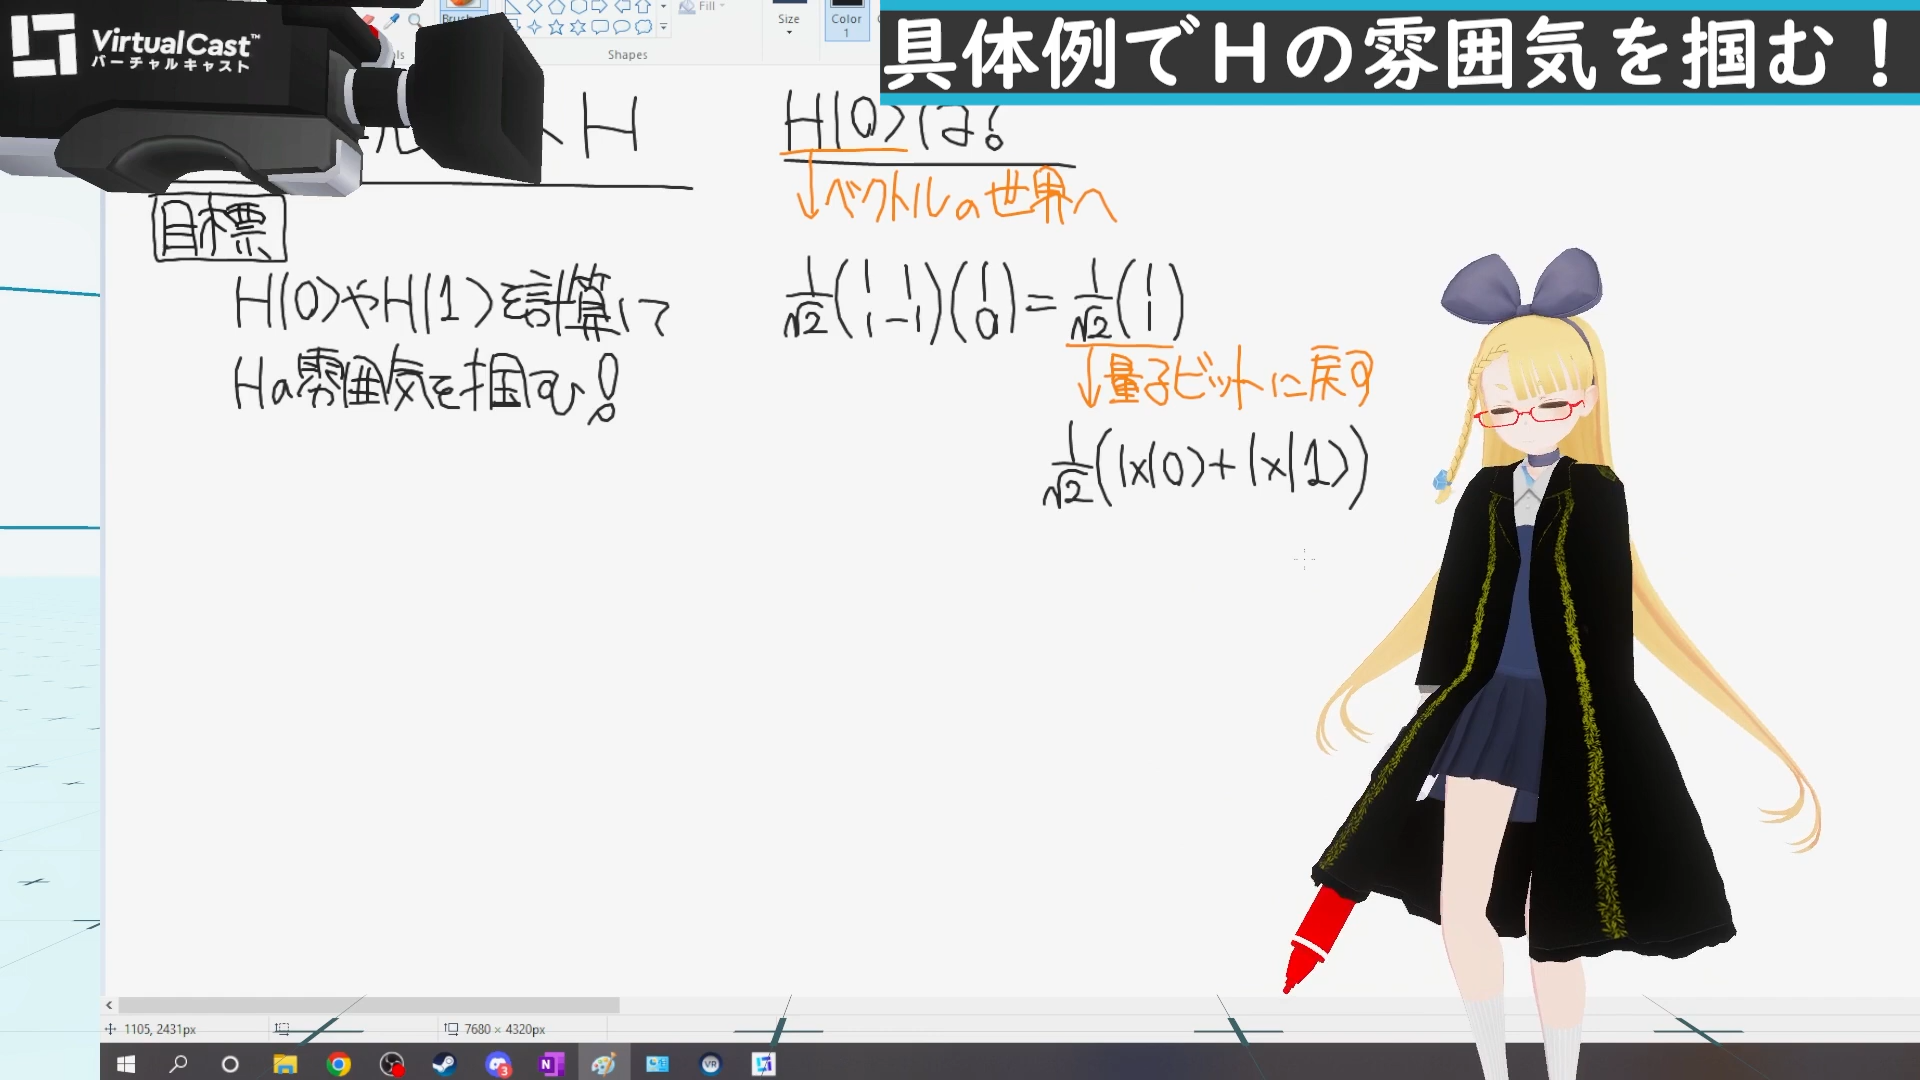 VirtualCast™
バーチャルキャスト
具体例でHの雰囲気を掴む！
Shapes
Fill
Size
Color
1
H
目標
H|0>やH|1>を計算して
Hの雰囲気を掴む!
H|0>は?
↓ベクトルの世界へ
1/√2 (1 1 1 -1)(1 0) = 1/√2 (1 1)
↓量子ビットに戻す
1/√2 (1×|0>+1×|1>)
1105, 2431px
7680 × 4320px